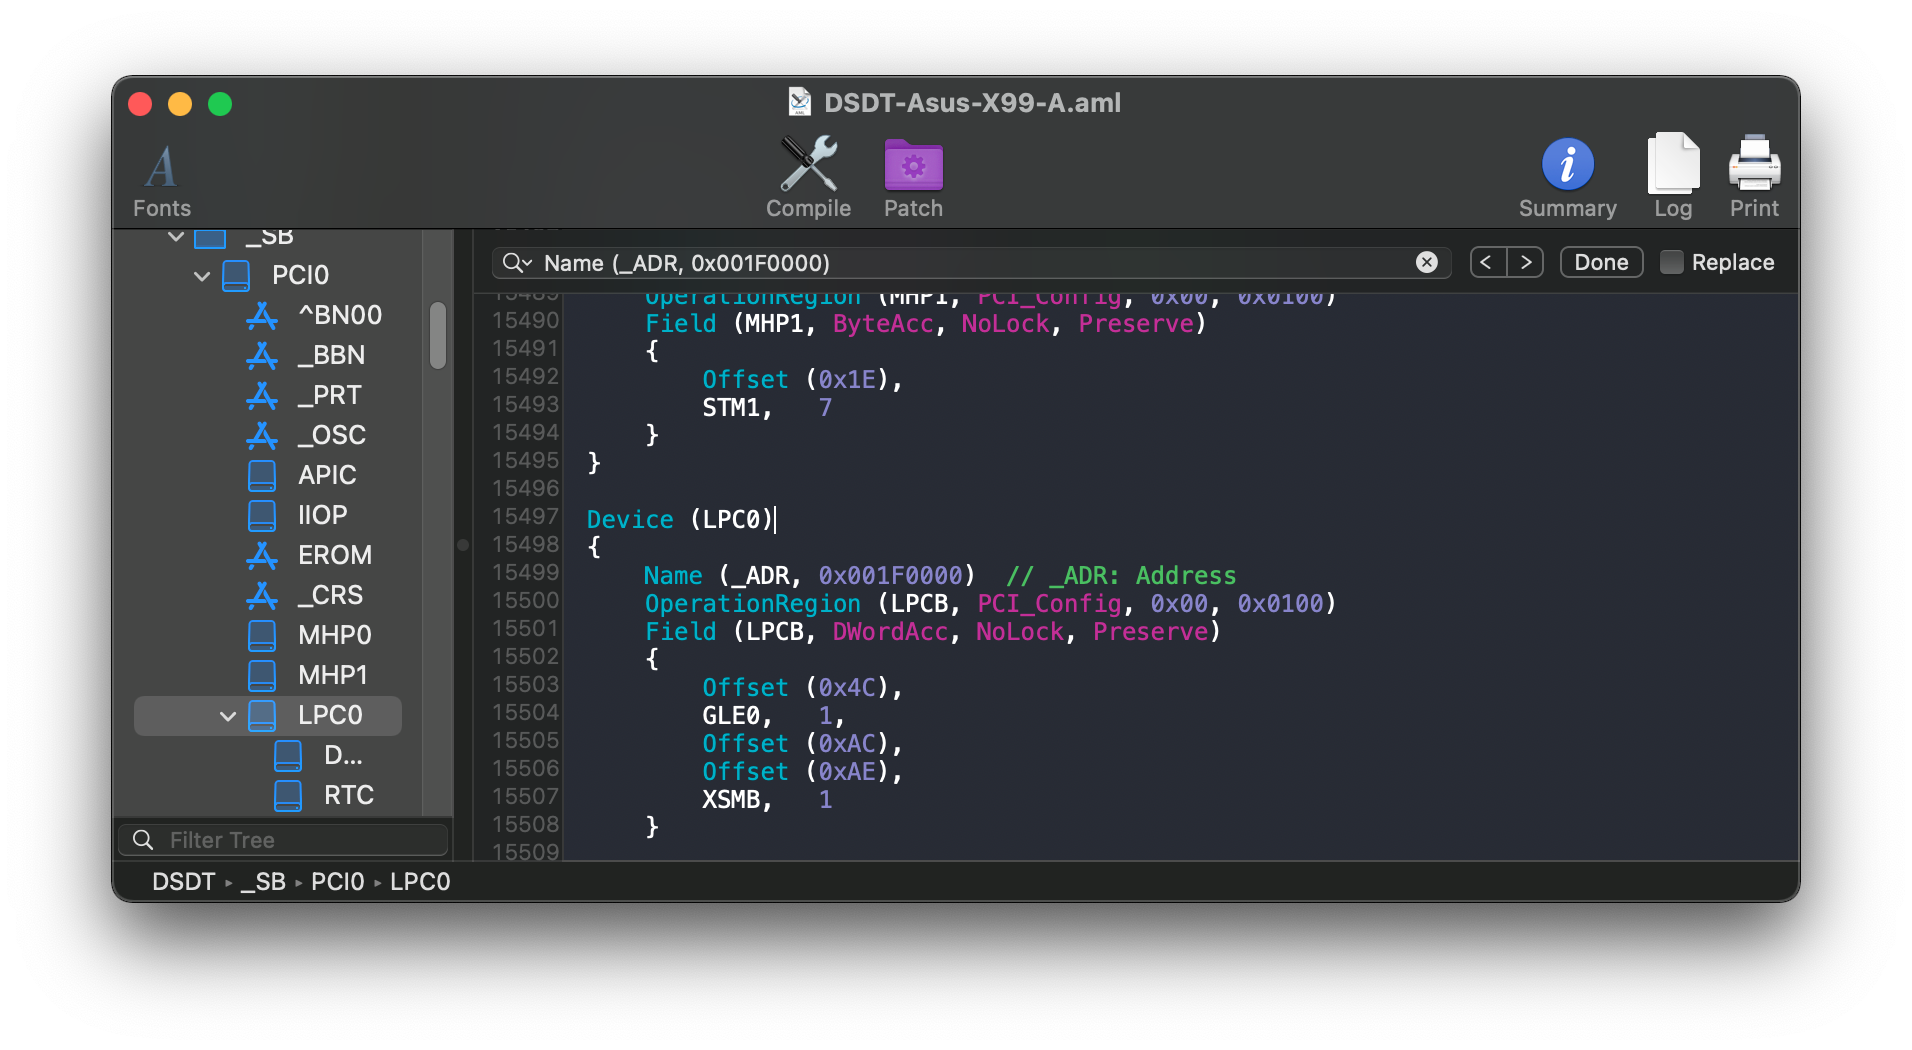 DSDT-Asus-X99-A.aml
Fonts
Compile
Patch
Summary
Log
Print
_SB
PCI0
^BN00
_BBN
_PRT
_OSC
APIC
IIOP
EROM
_CRS
MHP0
MHP1
LPC0
D...
RTC
Filter Tree
Name (_ADR, 0x001F0000)
Done
Replace
15489 OperationRegion (MHP1, PCI_Config, 0x00, 0x0100)
15490 Field (MHP1, ByteAcc, NoLock, Preserve)
15491 {
15492 Offset (0x1E),
15493 STM1, 7
15494 }
15495 }
15496
15497 Device (LPC0)
15498 {
15499 Name (_ADR, 0x001F0000) // _ADR: Address
15500 OperationRegion (LPCB, PCI_Config, 0x00, 0x0100)
15501 Field (LPCB, DWordAcc, NoLock, Preserve)
15502 {
15503 Offset (0x4C),
15504 GLE0, 1,
15505 Offset (0xAC),
15506 Offset (0xAE),
15507 XSMB, 1
15508 }
15509
DSDT ▸ _SB ▸ PCI0 ▸ LPC0